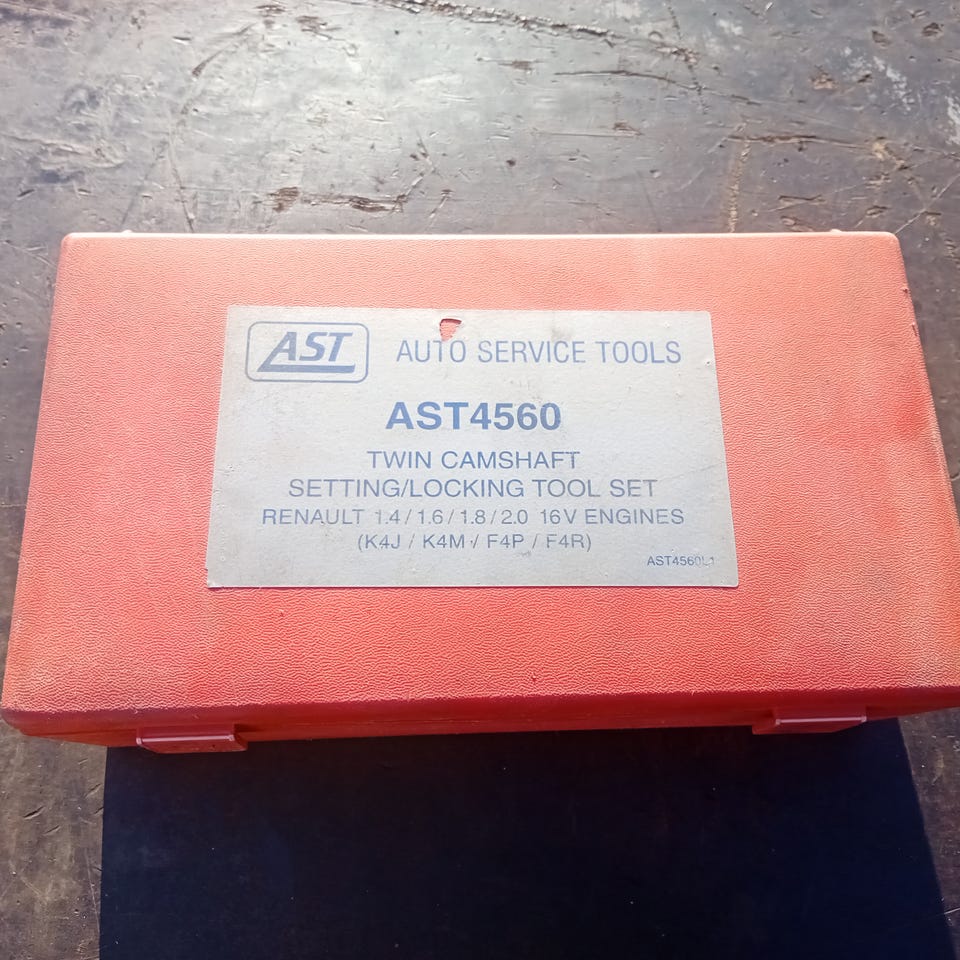 AST AUTO SERVICE TOOLS
AST4560
TWIN CAMSHAFT
SETTING/LOCKING TOOL SET
RENAULT 1.4 / 1.6 / 1.8 / 2.0 16V ENGINES
(K4J / K4M / F4P / F4R)
AST4560L1